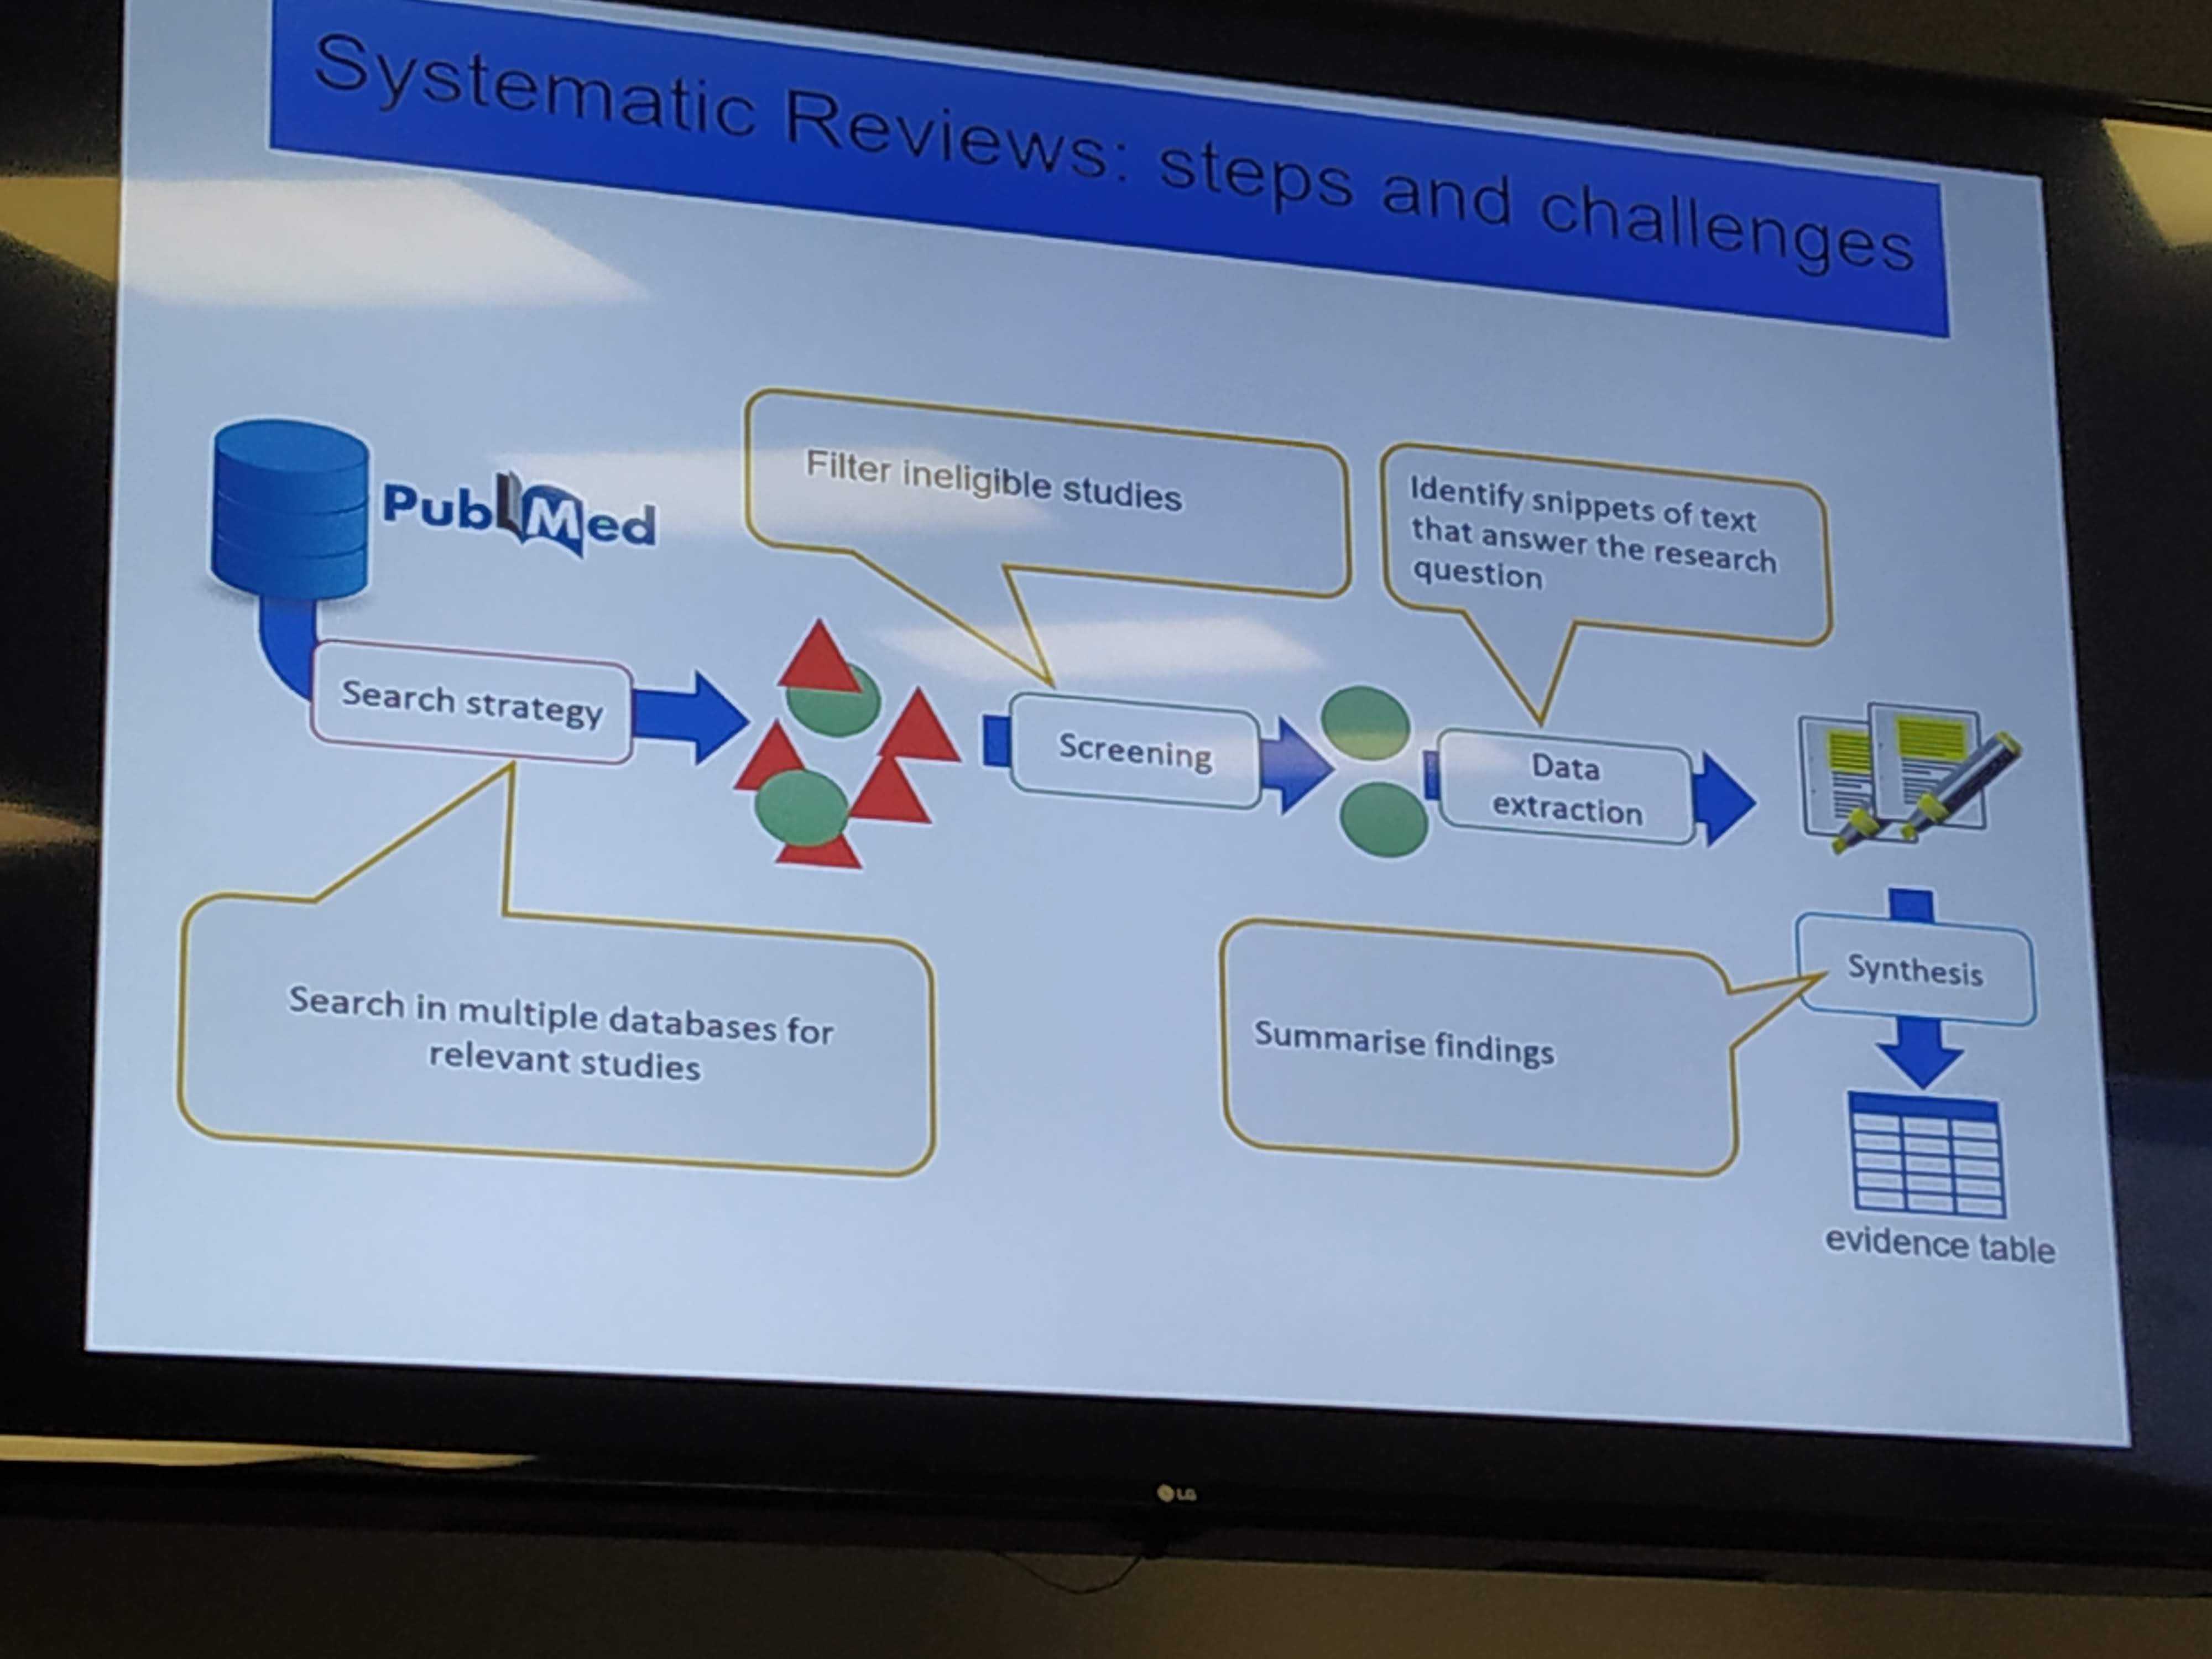 Systematic Reviews: steps and challenges
PubMed
Filter ineligible studies
Identify snippets of text
that answer the research
question
Search strategy
Screening
Data
extraction
Search in multiple databases for
relevant studies
Summarise findings
Synthesis
evidence table
LG